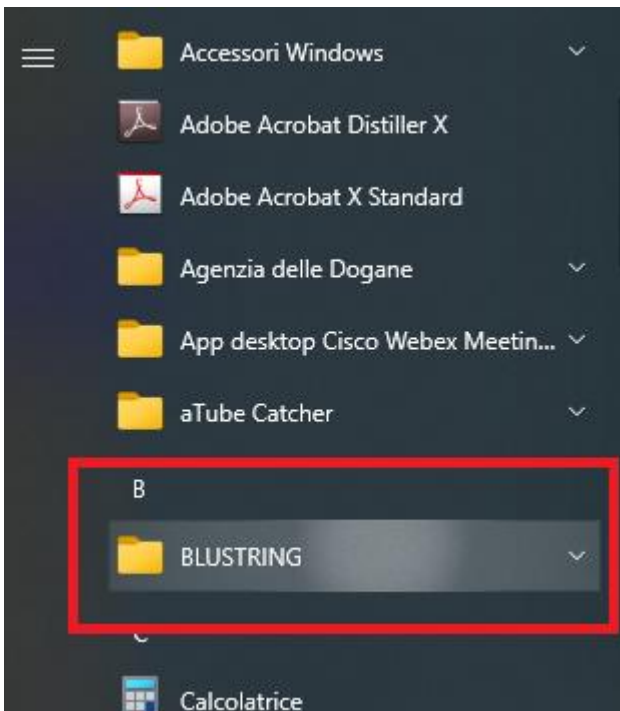 Accessori Windows
Adobe Acrobat Distiller X
Adobe Acrobat X Standard
Agenzia delle Dogane
App desktop Cisco Webex Meetin...
aTube Catcher
B
BLUSTRING
Calcolatrice